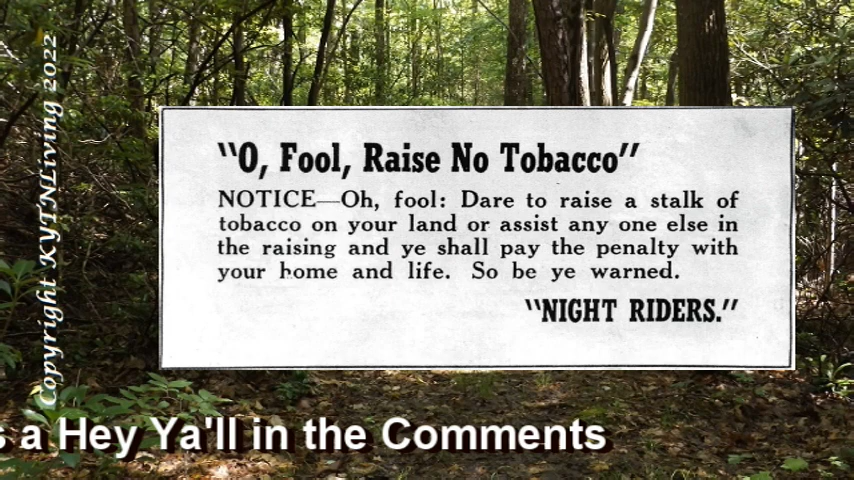 Copyright KYTNLiving 2022
"O, Fool, Raise No Tobacco"
NOTICE—Oh, fool: Dare to raise a stalk of
tobacco on your land or assist any one else in
the raising and ye shall pay the penalty with
your home and life. So be ye warned.
"NIGHT RIDERS."
a Hey Ya'll in the Comments